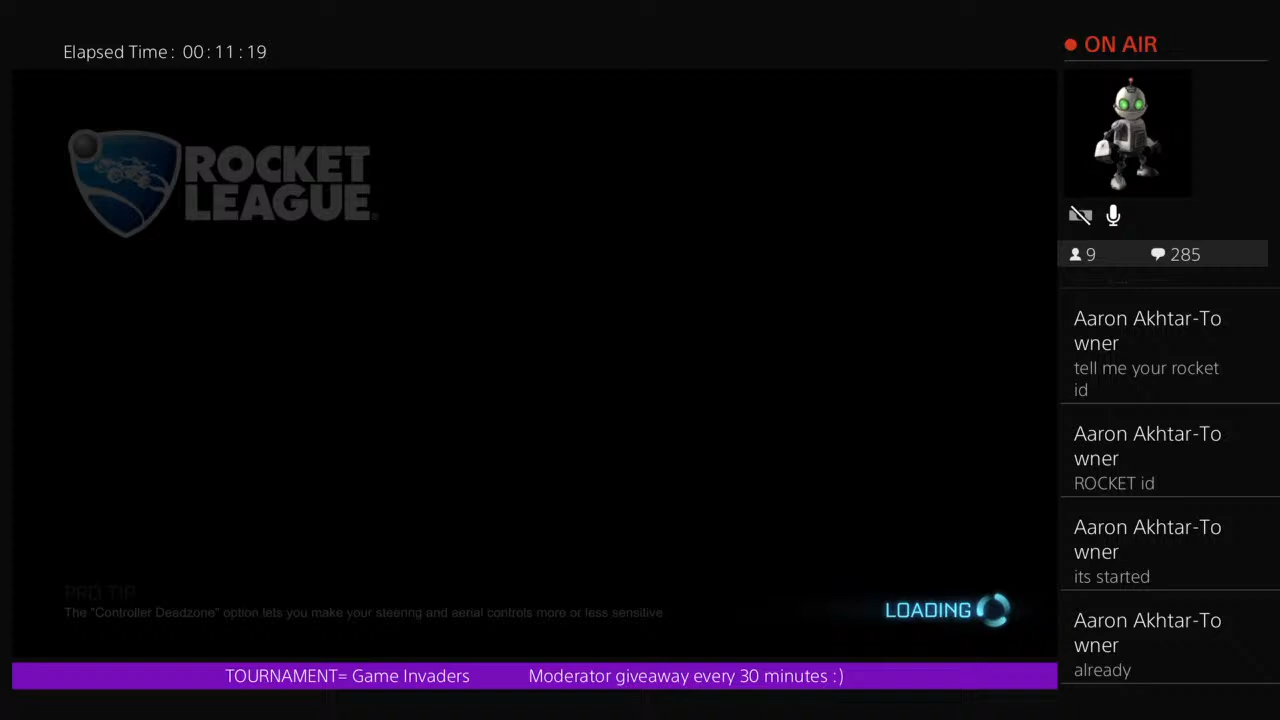 Elapsed Time: 00:11:19
ON AIR
ROCKET
LEAGUE
9 285
Aaron Akhtar-To
wner
tell me your rocket
id
Aaron Akhtar-To
wner
ROCKET id
Aaron Akhtar-To
wner
its started
Aaron Akhtar-To
wner
already
PRO TIP
The "Controller Deadzone" option lets you make your steering and aerial controls more or less sensitive
LOADING
TOURNAMENT= Game Invaders Moderator giveaway every 30 minutes :)